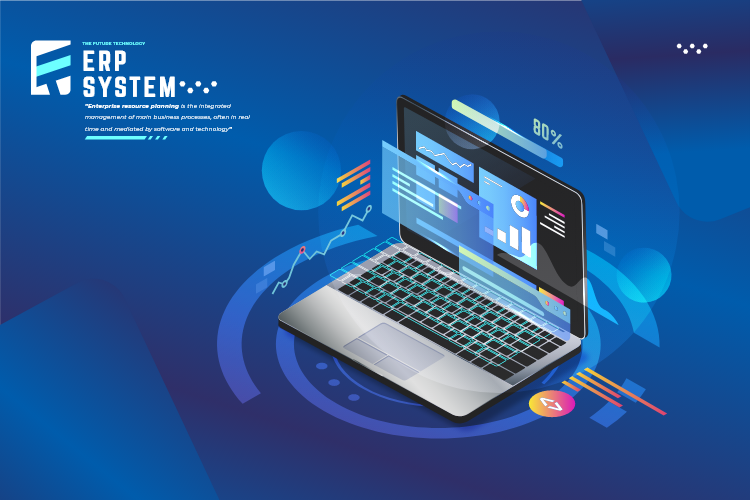 THE FUTURE TECHNOLOGY
ERP
SYSTEM
"Enterprise resource planning is the integrated
management of main business processes, often in real
time and mediated by software and technology"
80%